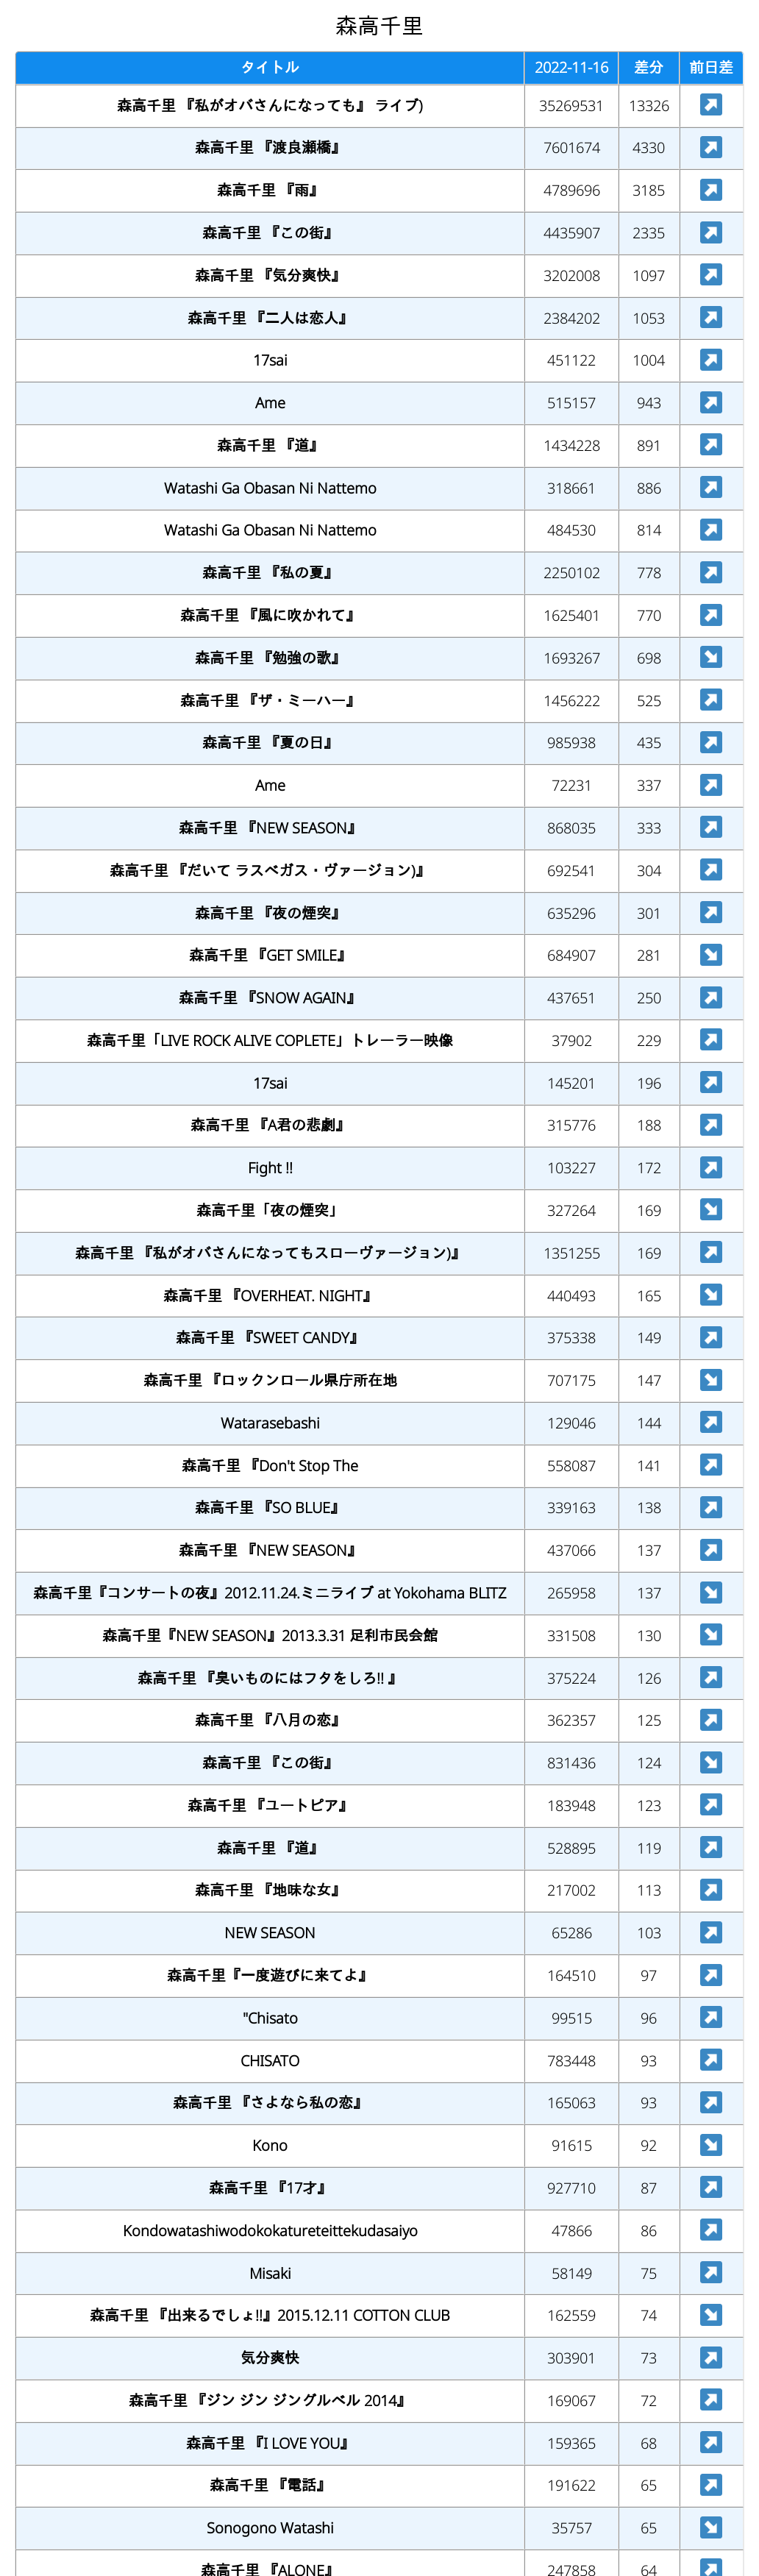 森高千里
タイトル 2022-11-16 差分 前日差
森高千里 『私がオバさんになっても』 ライブ) 35269531 13326
森高千里 『渡良瀬橋』 7601674 4330
森高千里 『雨』 4789696 3185
森高千里 『この街』 4435907 2335
森高千里 『気分爽快』 3202008 1097
森高千里 『二人は恋人』 2384202 1053
17sai 451122 1004
Ame 515157 943
森高千里 『道』 1434228 891
Watashi Ga Obasan Ni Nattemo 318661 886
Watashi Ga Obasan Ni Nattemo 484530 814
森高千里 『私の夏』 2250102 778
森高千里 『風に吹かれて』 1625401 770
森高千里 『勉強の歌』 1693267 698
森高千里 『ザ・ミーハー』 1456222 525
森高千里 『夏の日』 985938 435
Ame 72231 337
森高千里 『NEW SEASON』 868035 333
森高千里 『だいて ラスベガス・ヴァージョン)』 692541 304
森高千里 『夜の煙突』 635296 301
森高千里 『GET SMILE』 684907 281
森高千里 『SNOW AGAIN』 437651 250
森高千里「LIVE ROCK ALIVE COPLETE」トレーラー映像 37902 229
17sai 145201 196
森高千里 『A君の悲劇』 315776 188
Fight !! 103227 172
森高千里「夜の煙突」 327264 169
森高千里 『私がオバさんになってもスローヴァージョン)』 1351255 169
森高千里 『OVERHEAT. NIGHT』 440493 165
森高千里 『SWEET CANDY』 375338 149
森高千里 『ロックンロール県庁所在地 707175 147
Watarasebashi 129046 144
森高千里 『Don't Stop The 558087 141
森高千里 『SO BLUE』 339163 138
森高千里 『NEW SEASON』 437066 137
森高千里『コンサートの夜』2012.11.24.ミニライブ at Yokohama BLITZ 265958 137
森高千里『NEW SEASON』2013.3.31 足利市民会館 331508 130
森高千里 『臭いものにはフタをしろ!! 』 375224 126
森高千里 『八月の恋』 362357 125
森高千里 『この街』 831436 124
森高千里 『ユートピア』 183948 123
森高千里 『道』 528895 119
森高千里 『地味な女』 217002 113
NEW SEASON 65286 103
森高千里『一度遊びに来てよ』 164510 97
"Chisato 99515 96
CHISATO 783448 93
森高千里 『さよなら私の恋』 165063 93
Kono 91615 92
森高千里 『17才』 927710 87
Kondowatashiwodokokatureteittekudasaiyo 47866 86
Misaki 58149 75
森高千里 『出来るでしょ!!』2015.12.11 COTTON CLUB 162559 74
気分爽快 303901 73
森高千里 『ジン ジン ジングルベル 2014』 169067 72
森高千里 『I LOVE YOU』 159365 68
森高千里 『電話』 191622 65
Sonogono Watashi 35757 65
森高千里 『ALONE』 247858 64